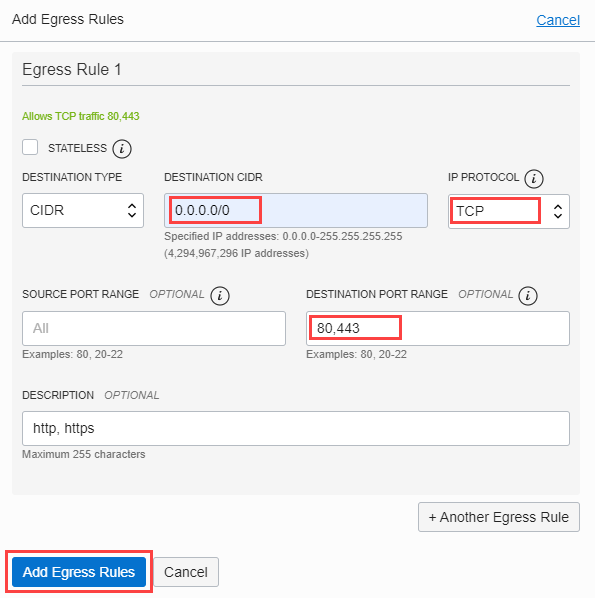 Add Egress Rules Cancel
Egress Rule 1
Allows TCP traffic 80,443
STATELESS i
DESTINATION TYPE DESTINATION CIDR IP PROTOCOL i
CIDR 0.0.0.0/0 TCP
Specified IP addresses: 0.0.0.0-255.255.255.255
(4,294,967,296 IP addresses)
SOURCE PORT RANGE OPTIONAL i DESTINATION PORT RANGE OPTIONAL i
All 80,443
Examples: 80, 20-22 Examples: 80, 20-22
DESCRIPTION OPTIONAL
http, https
Maximum 255 characters
+ Another Egress Rule
Add Egress Rules Cancel